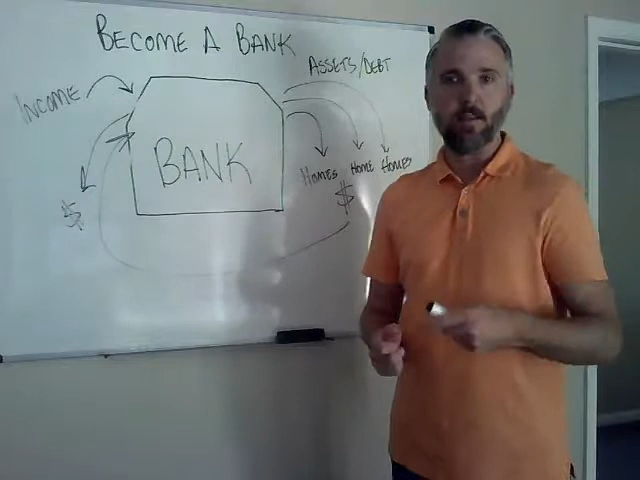 BECOME A BANK
ASSETS/DEBT
INCOME
BANK
HOMES HOME HOMES
$
$